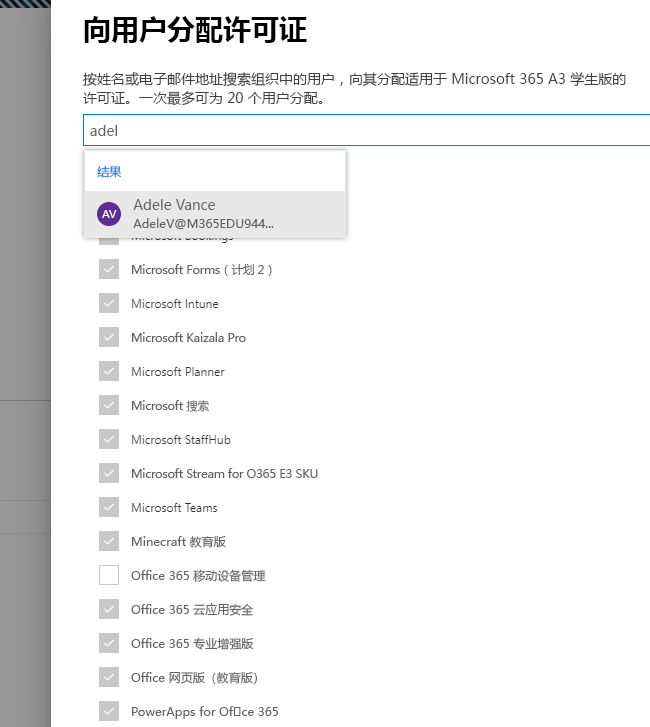 向用户分配许可证
按姓名或电子邮件地址搜索组织中的用户，向其分配适用于 Microsoft 365 A3 学生版的
许可证。一次最多可为 20 个用户分配。
adel
结果
AV
Adele Vance
AdeleV@M365EDU944...
Microsoft Bookings
Microsoft Forms（计划 2）
Microsoft Intune
Microsoft Kaizala Pro
Microsoft Planner
Microsoft 搜索
Microsoft StaffHub
Microsoft Stream for O365 E3 SKU
Microsoft Teams
Minecraft 教育版
Office 365 移动设备管理
Office 365 云应用安全
Office 365 专业增强版
Office 网页版（教育版）
PowerApps for Of▯ce 365